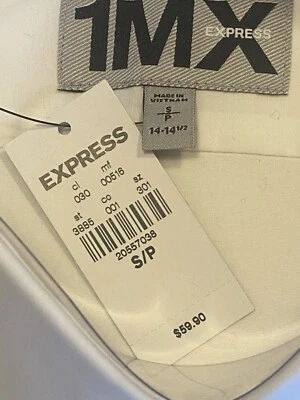 1MX
EXPRESS
MADE IN
VIETNAM
S
P
14-14 1/2
EXPRESS
cl mf
030 00516
st co sz
3885 001 301
20557038
S/P
$59.90